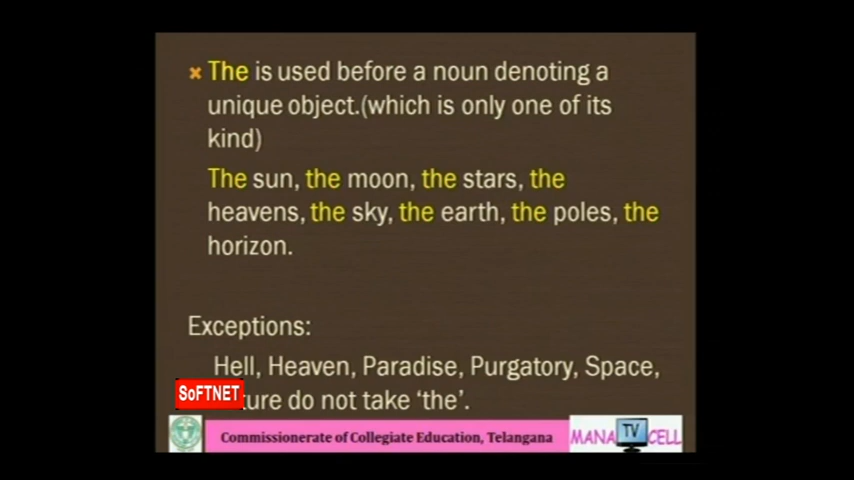 The is used before a noun denoting a
unique object.(which is only one of its
kind)
The sun, the moon, the stars, the
heavens, the sky, the earth, the poles, the
horizon.
Exceptions:
Hell, Heaven, Paradise, Purgatory, Space,
do not take ‘the’.
SoFTNET
Commissionerate of Collegiate Education, Telangana
MANA TV CELL